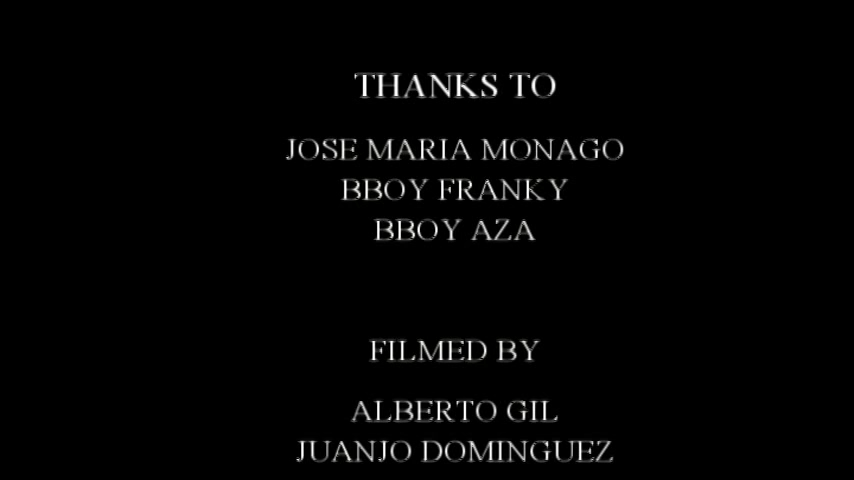 THANKS TO
JOSE MARIA MONAGO
BBOY FRANKY
BBOY AZA
FILMED BY
ALBERTO GIL
JUANJO DOMINGUEZ